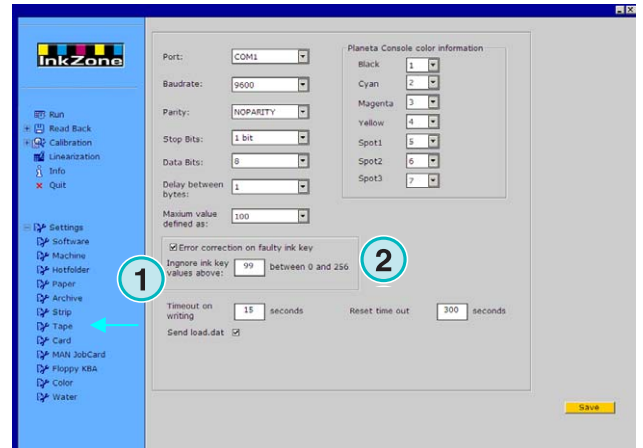 InkZone
Run
Read Back
Calibration
Linearization
Info
Quit
Settings
Software
Machine
Hotfolder
Paper
Archive
Strip
Tape
Card
MAN JobCard
Floppy KBA
Color
Water
1
Port: COM1
Baudrate: 9600
Parity: NOPARITY
Stop Bits: 1 bit
Data Bits: 8
Delay between bytes: 1
Maxium value defined as: 100
Planeta Console color information
Black 1
Cyan 2
Magenta 3
Yellow 4
Spot1 5
Spot2 6
Spot3 7
Error correction on faulty ink key
Ingnore ink key values above: 99 between 0 and 256
2
Timeout on writing 15 seconds
Reset time out 300 seconds
Send load.dat
Save